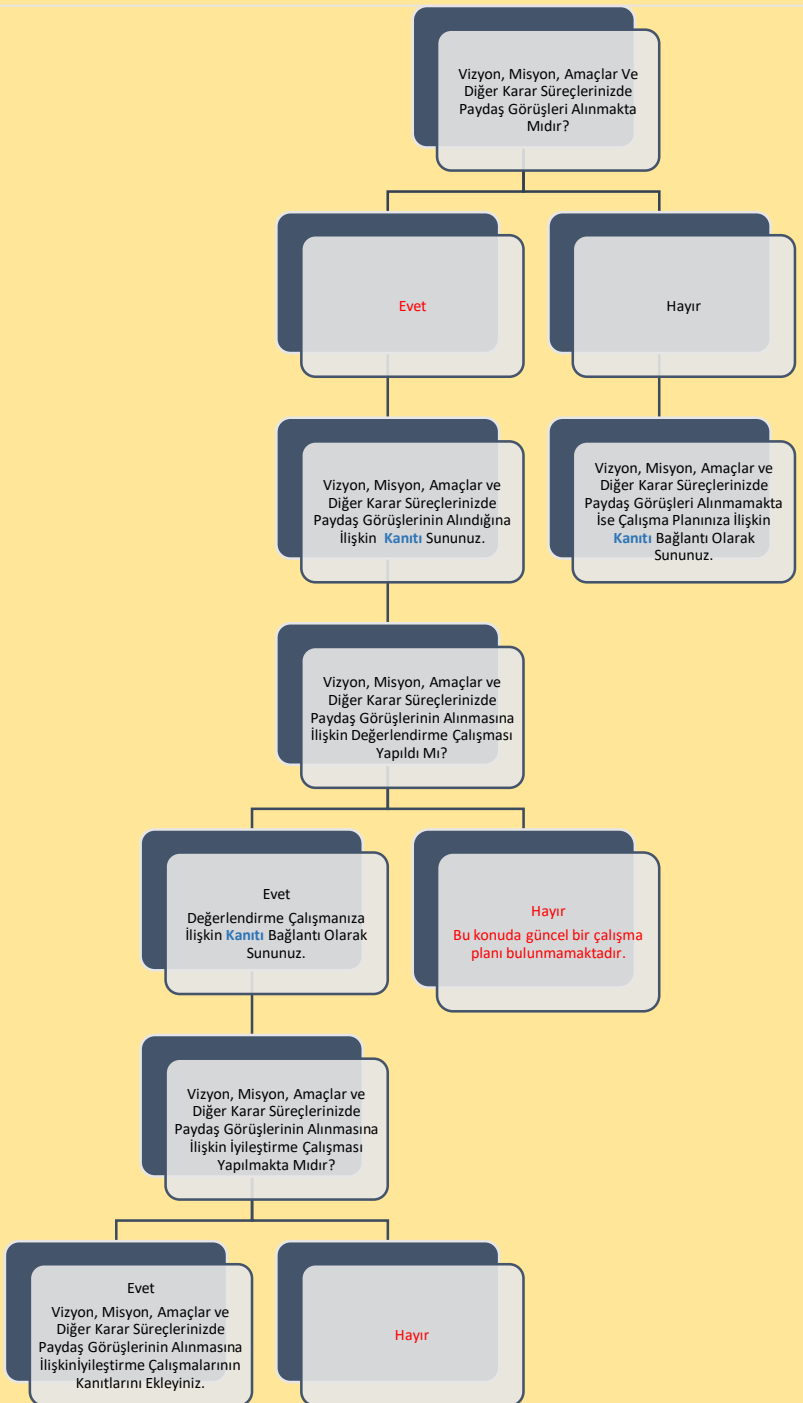 Vizyon, Misyon, Amaçlar Ve
Diğer Karar Süreçlerinizde
Paydaş Görüşleri Alınmakta
Mıdır?
Evet
Hayır
Vizyon, Misyon, Amaçlar ve
Diğer Karar Süreçlerinizde
Paydaş Görüşlerinin Alındığına
İlişkin Kanıtı Sununuz.
Vizyon, Misyon, Amaçlar ve
Diğer Karar Süreçlerinizde
Paydaş Görüşleri Alınmamakta
İse Çalışma Planınıza İlişkin
Kanıtı Bağlantı Olarak
Sununuz.
Vizyon, Misyon, Amaçlar ve
Diğer Karar Süreçlerinizde
Paydaş Görüşlerinin Alınmasına
İlişkin Değerlendirme Çalışması
Yapıldı Mı?
Evet
Değerlendirme Çalışmanıza
İlişkin Kanıtı Bağlantı Olarak
Sununuz.
Hayır
Bu konuda güncel bir çalışma
planı bulunmamaktadır.
Vizyon, Misyon, Amaçlar ve
Diğer Karar Süreçlerinizde
Paydaş Görüşlerinin Alınmasına
İlişkin İyileştirme Çalışması
Yapılmakta Mıdır?
Evet
Vizyon, Misyon, Amaçlar ve
Diğer Karar Süreçlerinizde
Paydaş Görüşlerinin Alınmasına
İlişkinİyileştirme Çalışmalarının
Kanıtlarını Ekleyiniz.
Hayır